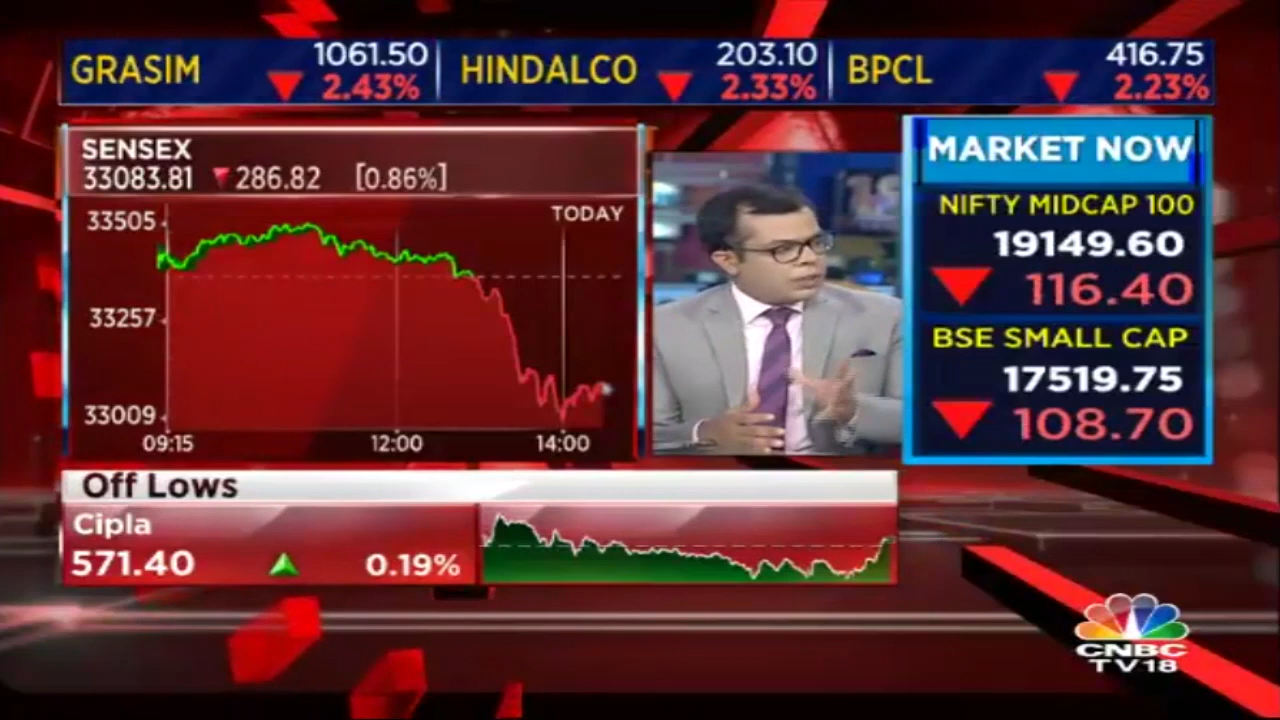 GRASIM 1061.50 ▼ 2.43%
HINDALCO 203.10 ▼ 2.33%
BPCL 416.75 ▼ 2.23%
SENSEX
33083.81 ▼ 286.82 [0.86%]
TODAY
33505
33257
33009
09:15 12:00 14:00
MARKET NOW
NIFTY MIDCAP 100
19149.60
▼ 116.40
BSE SMALL CAP
17519.75
▼ 108.70
Off Lows
Cipla
571.40 ▲ 0.19%
CNBC
TV18